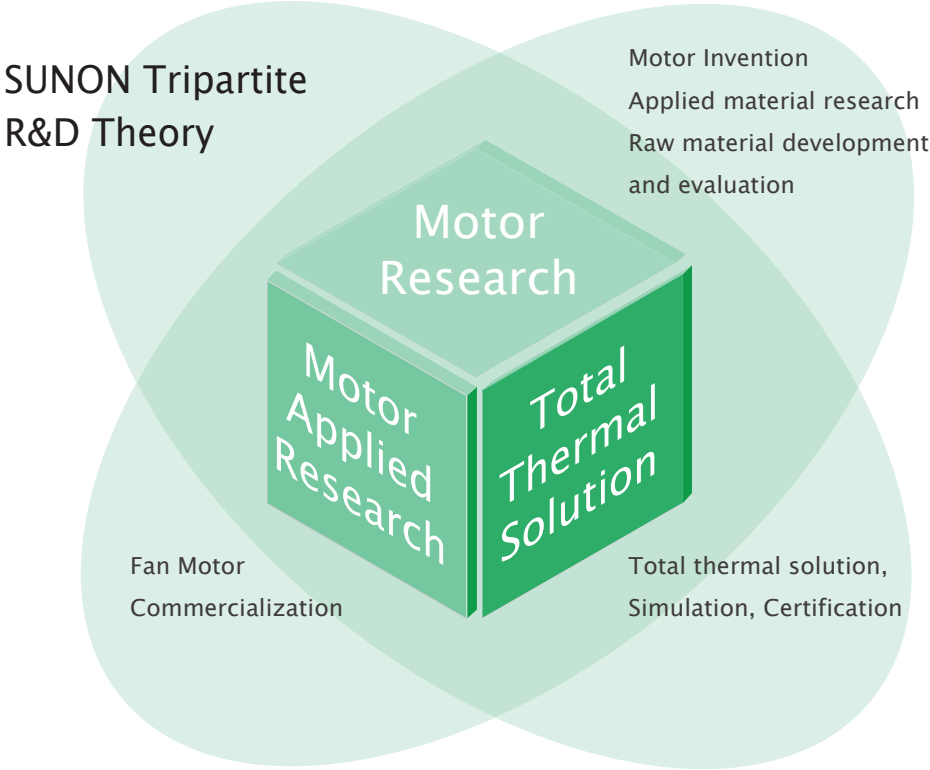 SUNON Tripartite
R&D Theory
Motor Invention
Applied material research
Raw material development
and evaluation
Motor
Research
Motor
Applied
Research
Total
Thermal
Solution
Fan Motor
Commercialization
Total thermal solution,
Simulation, Certification